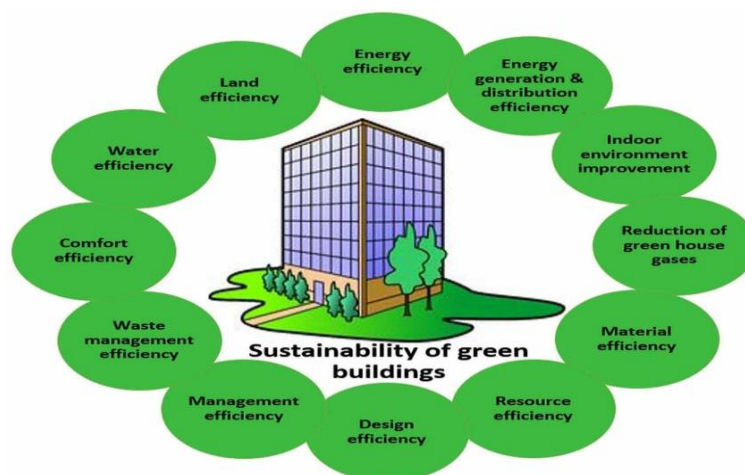 Energy
efficiency
Energy
generation &
distribution
efficiency
Indoor
environment
improvement
Reduction of
green house
gases
Material
efficiency
Resource
efficiency
Design
efficiency
Management
efficiency
Waste
management
efficiency
Comfort
efficiency
Water
efficiency
Land
efficiency
Sustainability of green
buildings